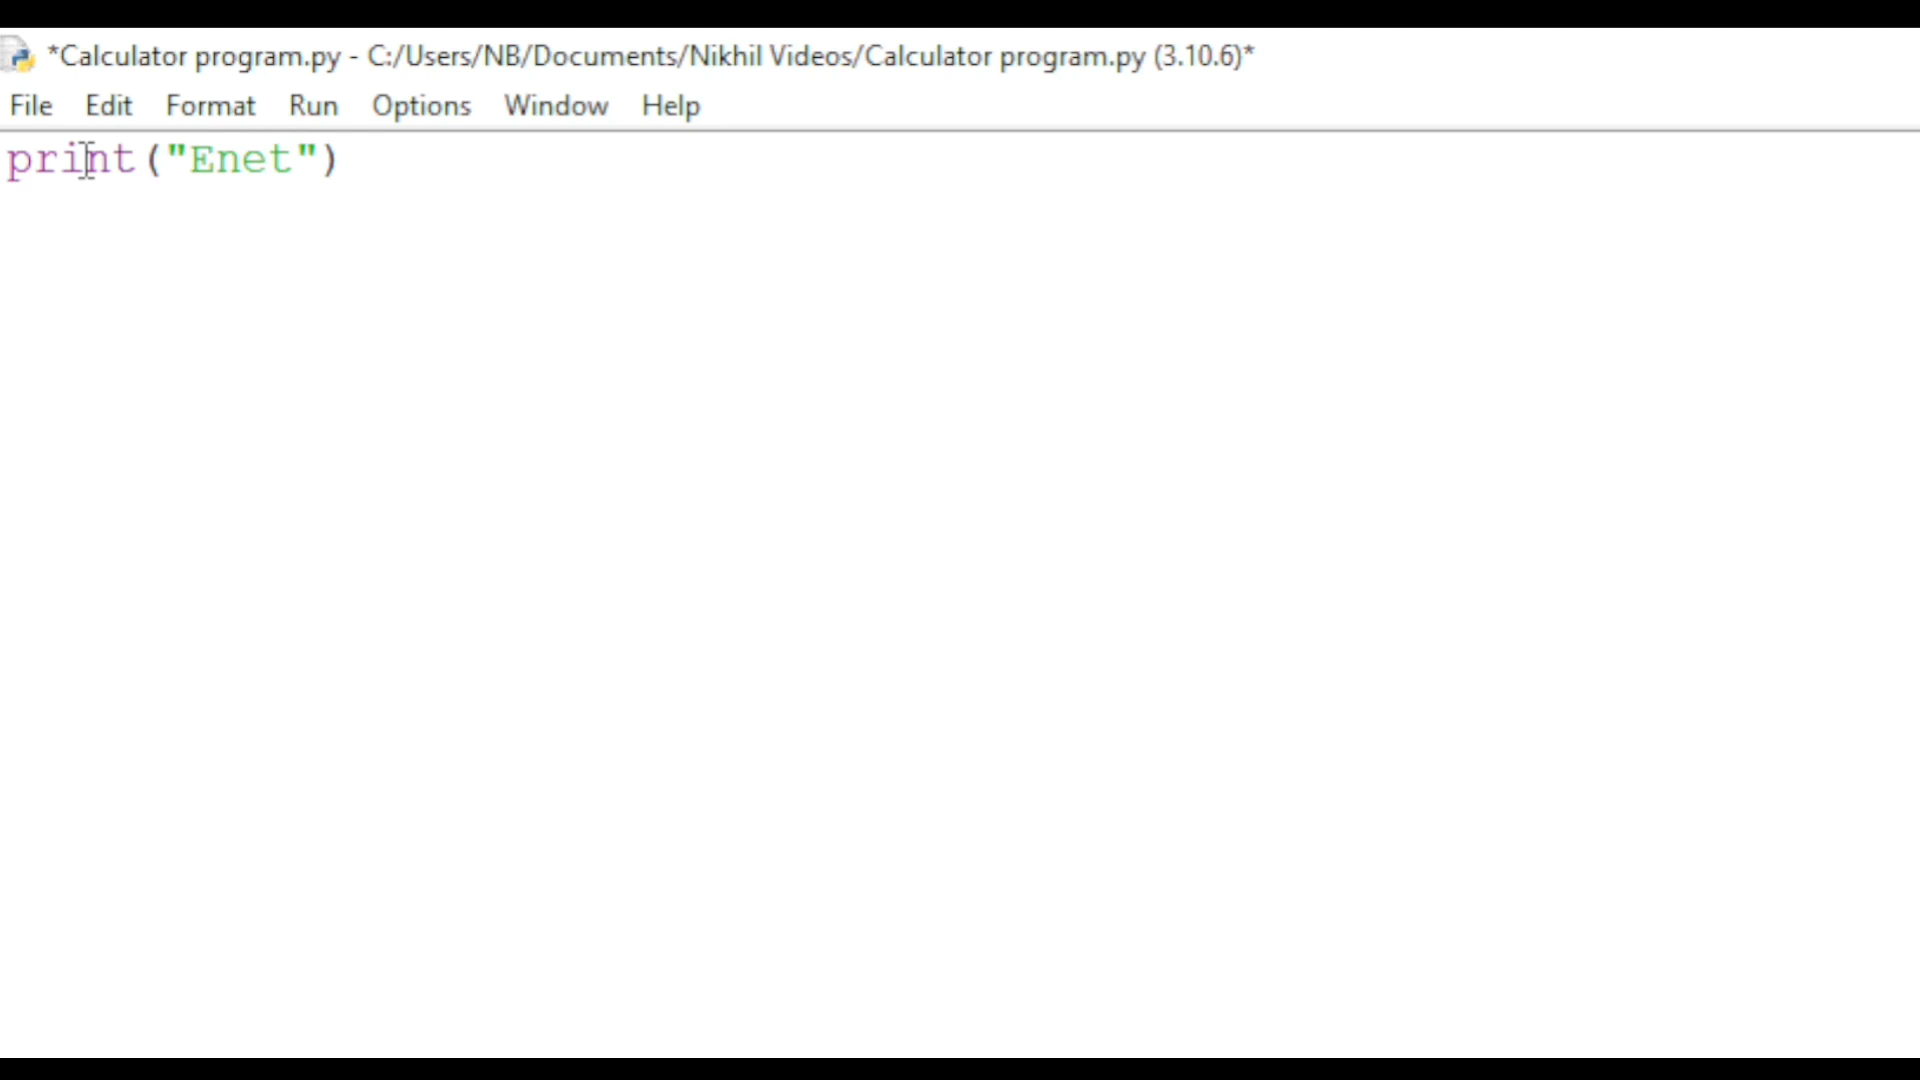 *Calculator program.py - C:/Users/NB/Documents/Nikhil Videos/Calculator program.py (3.10.6)*
File Edit Format Run Options Window Help
print("Enet")